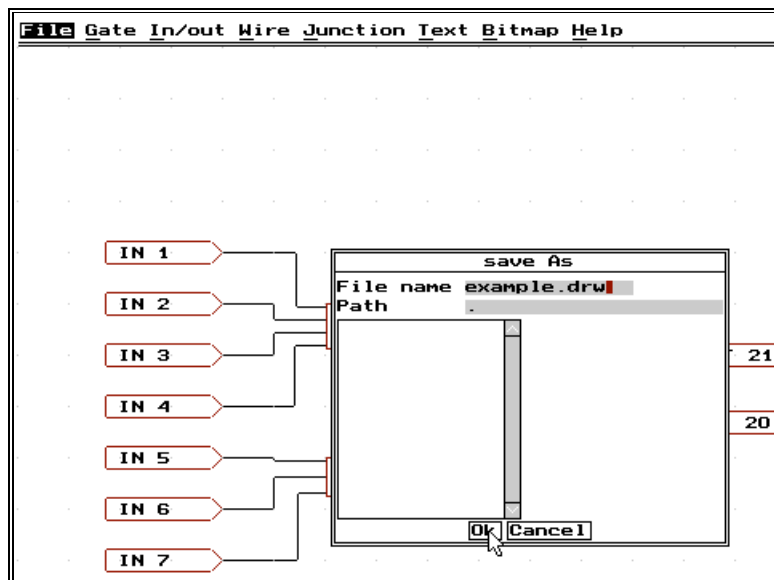 File Gate In/out Wire Junction Text Bitmap Help
IN 1
save As
File name example.drw
IN 2
Path .
IN 3
21
IN 4
20
IN 5
IN 6
Ok Cancel
IN 7